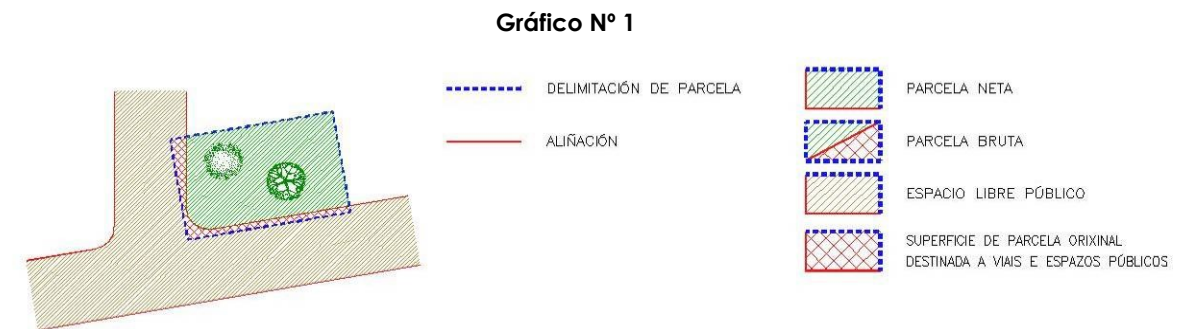 Gráfico Nº 1
DELIMITACIÓN DE PARCELA
ALIÑACIÓN
PARCELA NETA
PARCELA BRUTA
ESPACIO LIBRE PÚBLICO
SUPERFICIE DE PARCELA ORIXINAL
DESTINADA A VIAIS E ESPAZOS PÚBLICOS